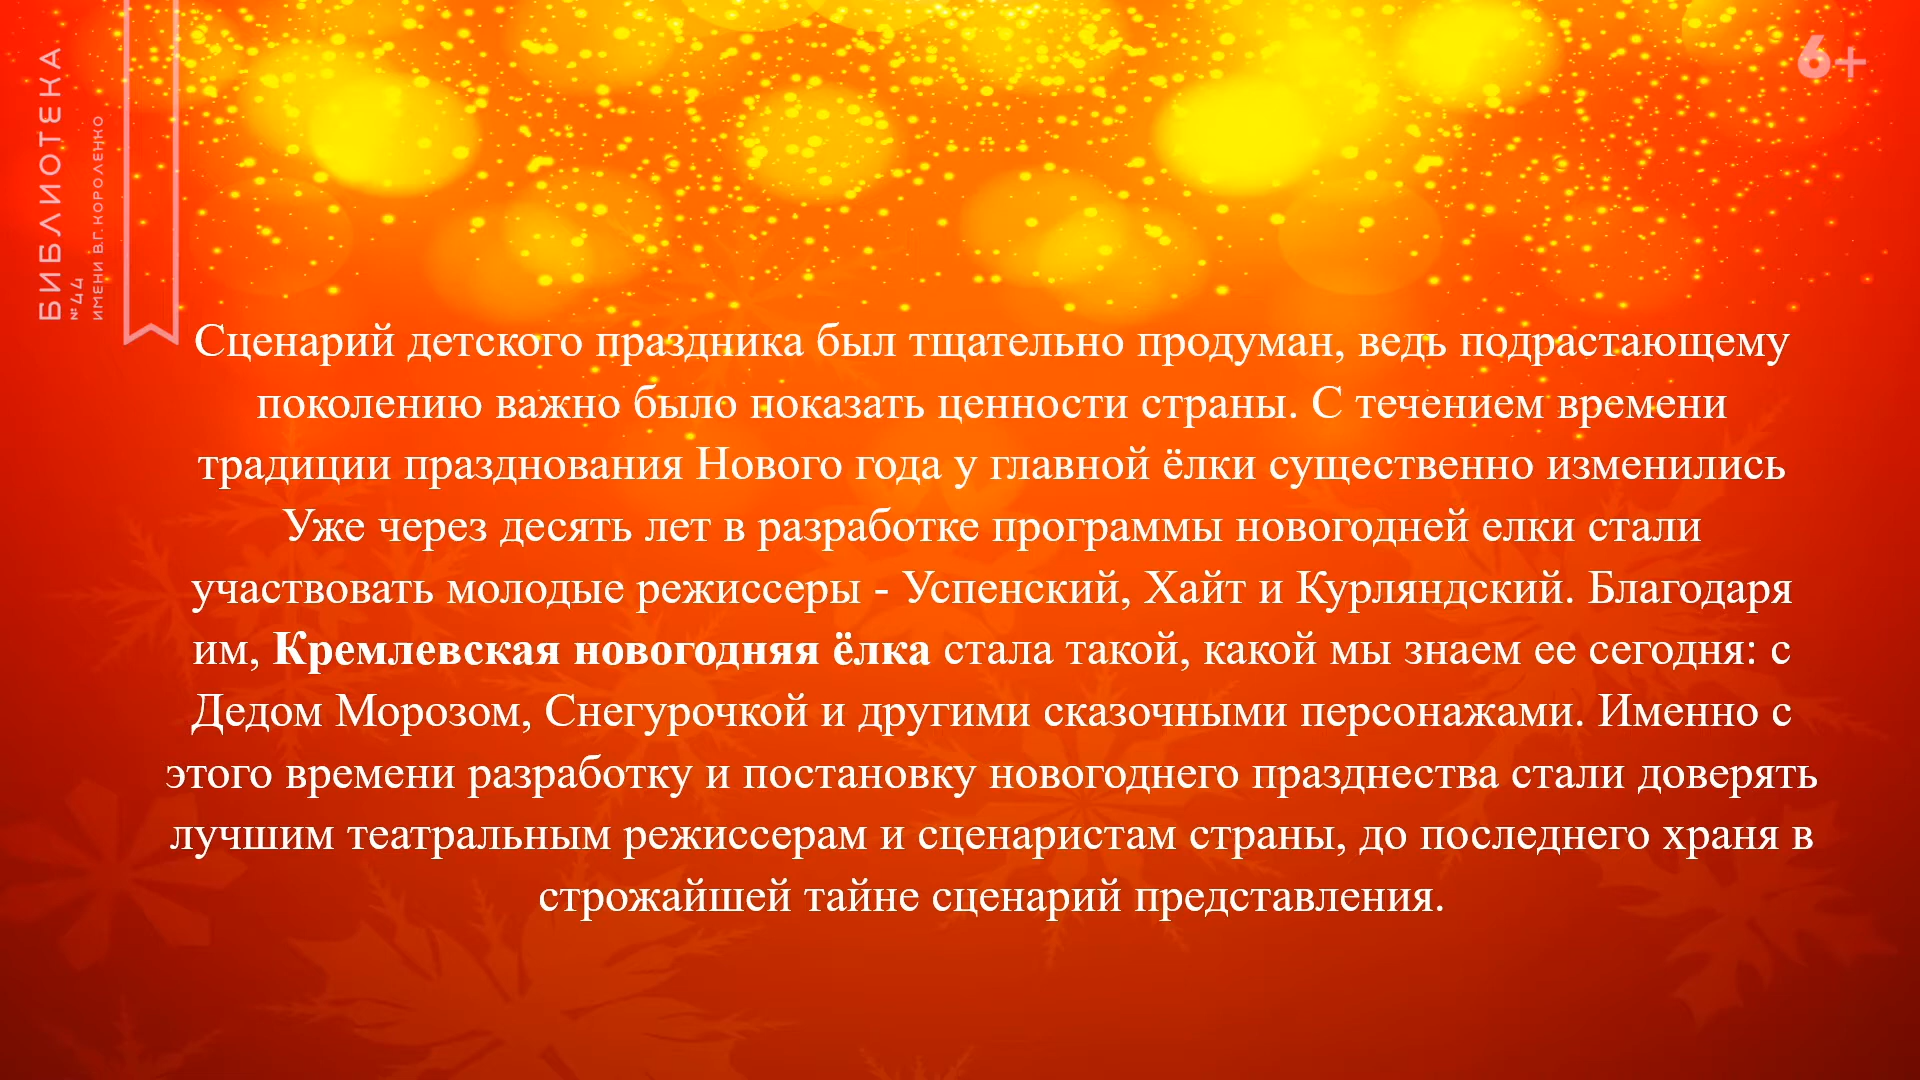 БИБЛИОТЕКА
№44
ИМЕНИ В.Г.КОРОЛЕНКО
6+
Сценарий детского праздника был тщательно продуман, ведь подрастающему
поколению важно было показать ценности страны. С течением времени
традиции празднования Нового года у главной ёлки существенно изменились
Уже через десять лет в разработке программы новогодней елки стали
участвовать молодые режиссеры - Успенский, Хайт и Курляндский. Благодаря
им, Кремлевская новогодняя ёлка стала такой, какой мы знаем ее сегодня: с
Дедом Морозом, Снегурочкой и другими сказочными персонажами. Именно с
этого времени разработку и постановку новогоднего празднества стали доверять
лучшим театральным режиссерам и сценаристам страны, до последнего храня в
строжайшей тайне сценарий представления.